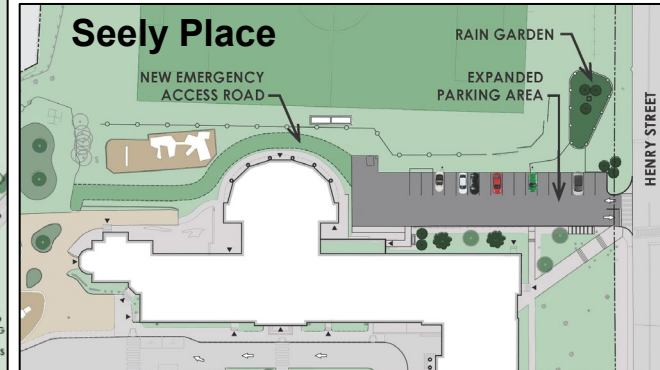 Seely Place
RAIN GARDEN
NEW EMERGENCY
ACCESS ROAD
EXPANDED
PARKING AREA
HENRY STREET
G
S